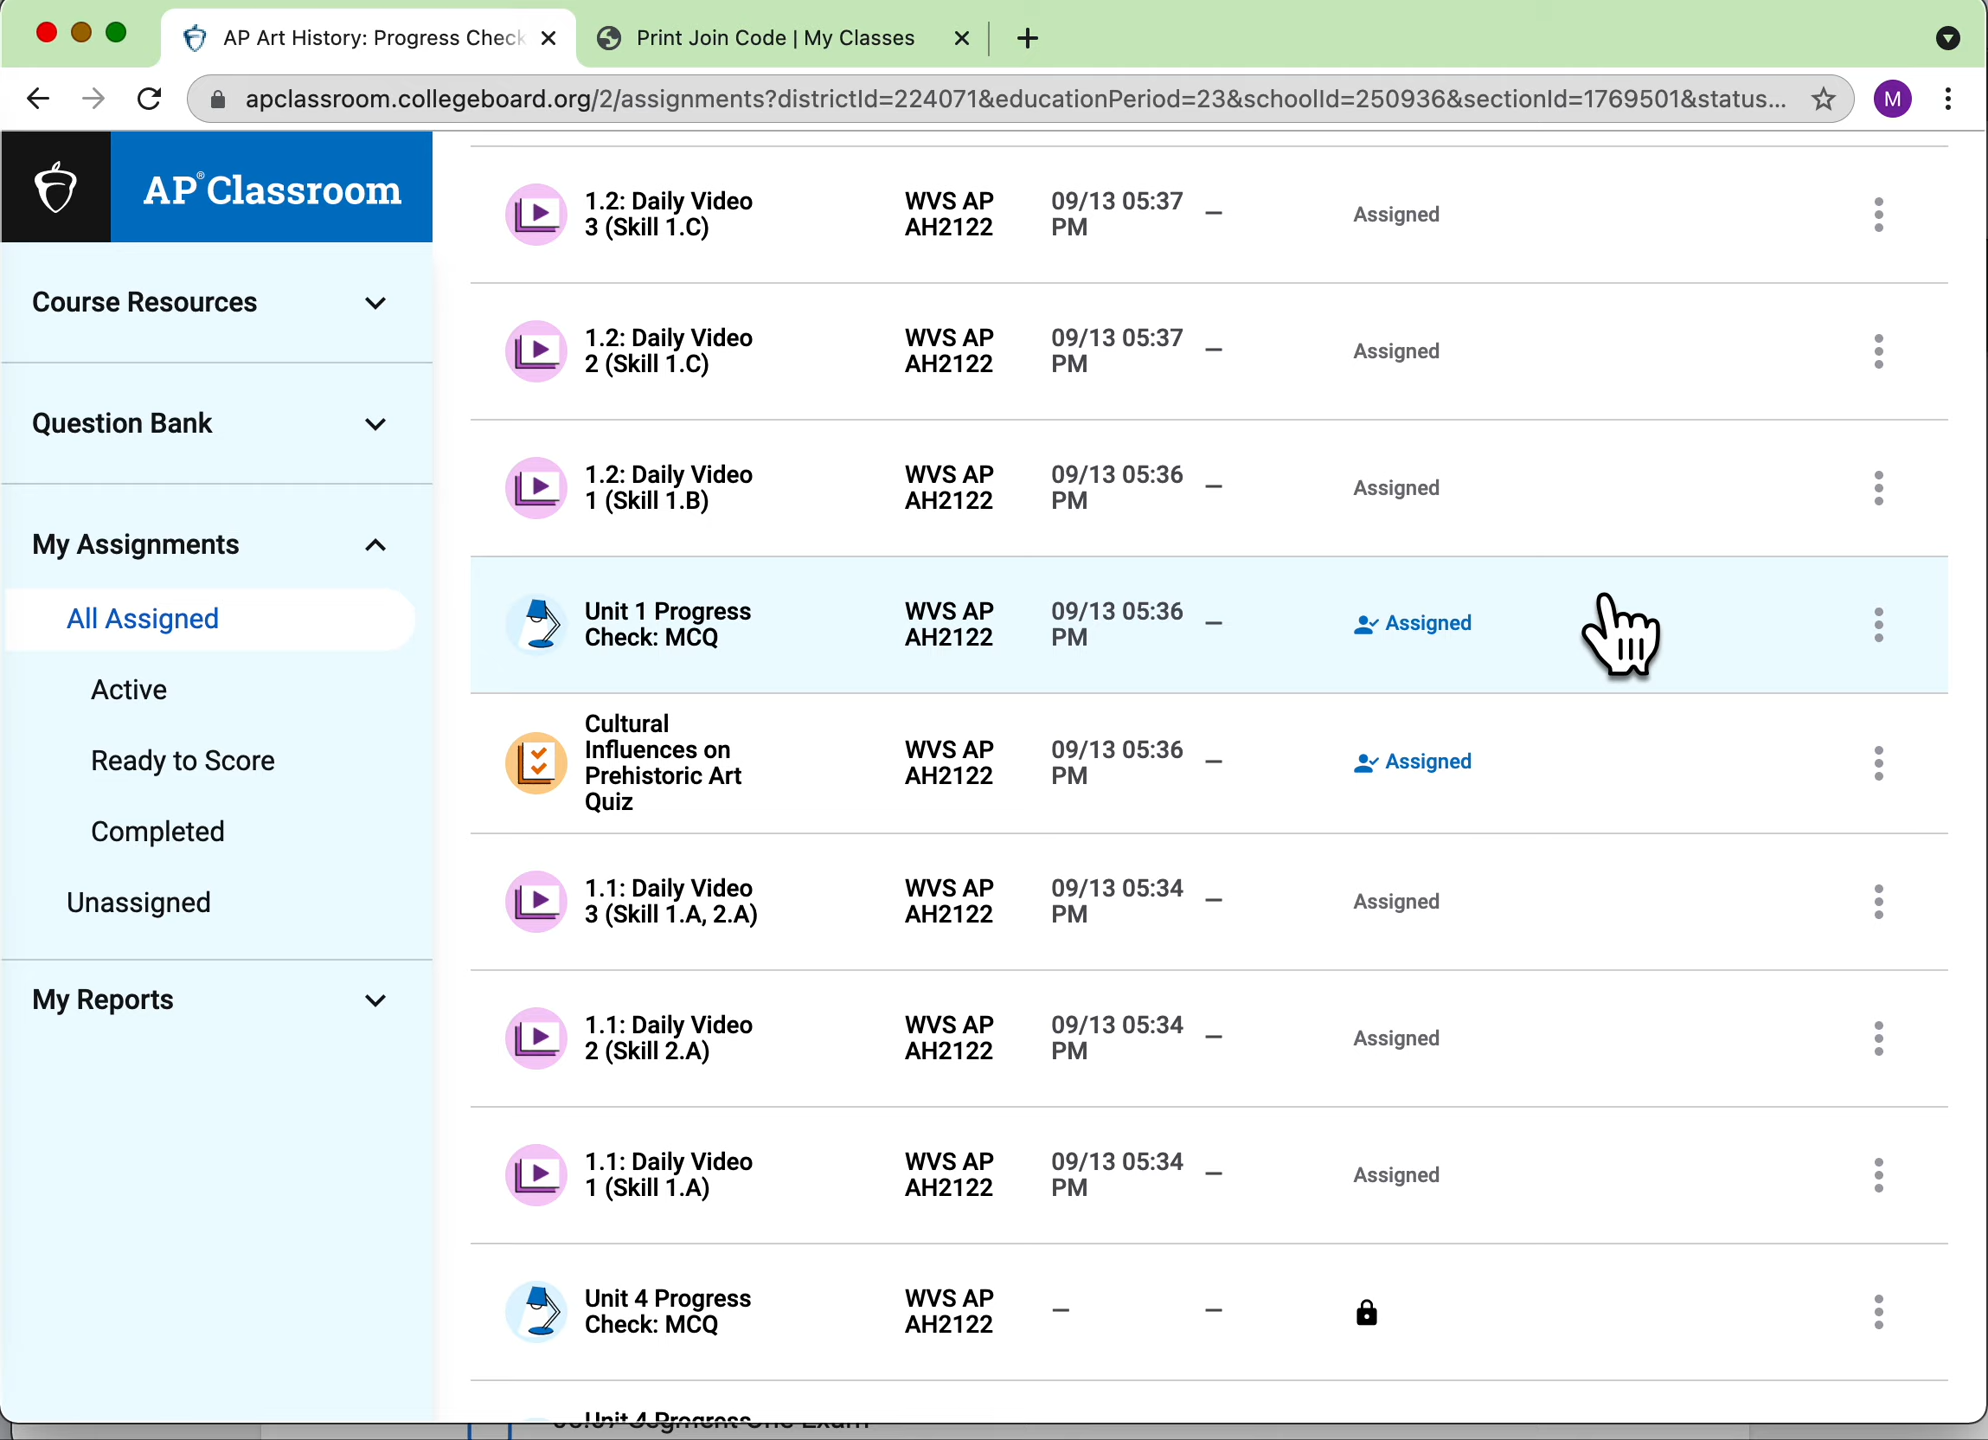 AP Art History: Progress Check
Print Join Code | My Classes
apclassroom.collegeboard.org/2/assignments?districtId=224071&educationPeriod=23&schoolId=250936&sectionId=1769501&status...
M
AP® Classroom
Course Resources
Question Bank
My Assignments
All Assigned
Active
Ready to Score
Completed
Unassigned
My Reports
1.2: Daily Video
3 (Skill 1.C)
WVS AP
AH2122
09/13 05:37
PM
–
Assigned
1.2: Daily Video
2 (Skill 1.C)
WVS AP
AH2122
09/13 05:37
PM
–
Assigned
1.2: Daily Video
1 (Skill 1.B)
WVS AP
AH2122
09/13 05:36
PM
–
Assigned
Unit 1 Progress
Check: MCQ
WVS AP
AH2122
09/13 05:36
PM
–
Assigned
Cultural
Influences on
Prehistoric Art
Quiz
WVS AP
AH2122
09/13 05:36
PM
–
Assigned
1.1: Daily Video
3 (Skill 1.A, 2.A)
WVS AP
AH2122
09/13 05:34
PM
–
Assigned
1.1: Daily Video
2 (Skill 2.A)
WVS AP
AH2122
09/13 05:34
PM
–
Assigned
1.1: Daily Video
1 (Skill 1.A)
WVS AP
AH2122
09/13 05:34
PM
–
Assigned
Unit 4 Progress
Check: MCQ
WVS AP
AH2122
–
–
Unit 4 Progress
Segment One Exam